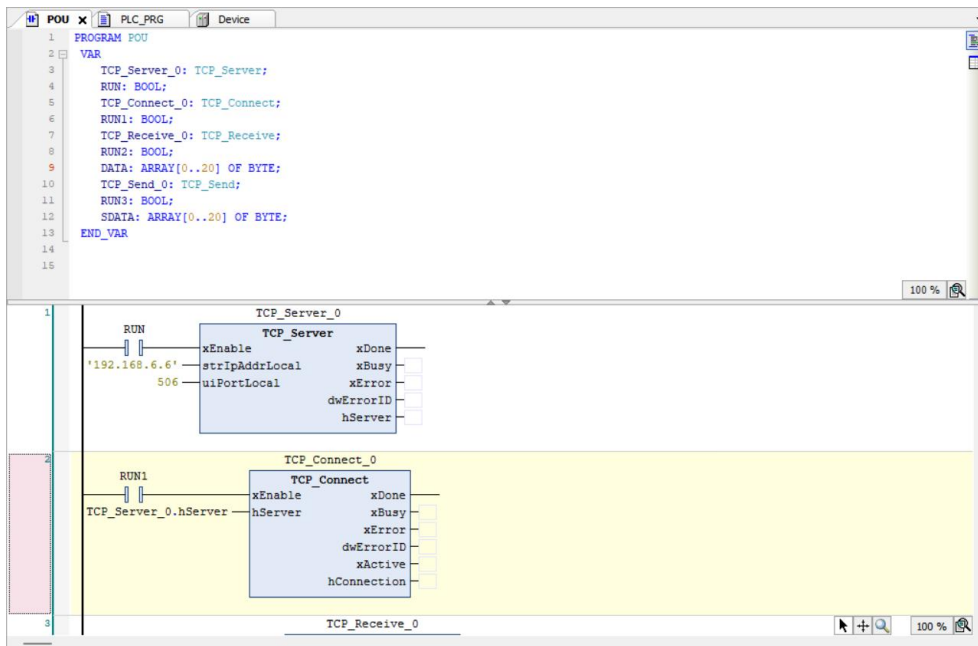 POU
PLC_PRG
Device
1 PROGRAM POU
2 VAR
3 TCP_Server_0: TCP_Server;
4 RUN: BOOL;
5 TCP_Connect_0: TCP_Connect;
6 RUN1: BOOL;
7 TCP_Receive_0: TCP_Receive;
8 RUN2: BOOL;
9 DATA: ARRAY[0..20] OF BYTE;
10 TCP_Send_0: TCP_Send;
11 RUN3: BOOL;
12 SDATA: ARRAY[0..20] OF BYTE;
13 END_VAR
14
15
100 %
1
TCP_Server_0
RUN TCP_Server
xEnable xDone
'192.168.6.6' strIpAddrLocal xBusy
506 uiPortLocal xError
dwErrorID
hServer
2
TCP_Connect_0
RUN1 TCP_Connect
xEnable xDone
TCP_Server_0.hServer hServer xBusy
xError
dwErrorID
xActive
hConnection
3 TCP_Receive_0
100 %